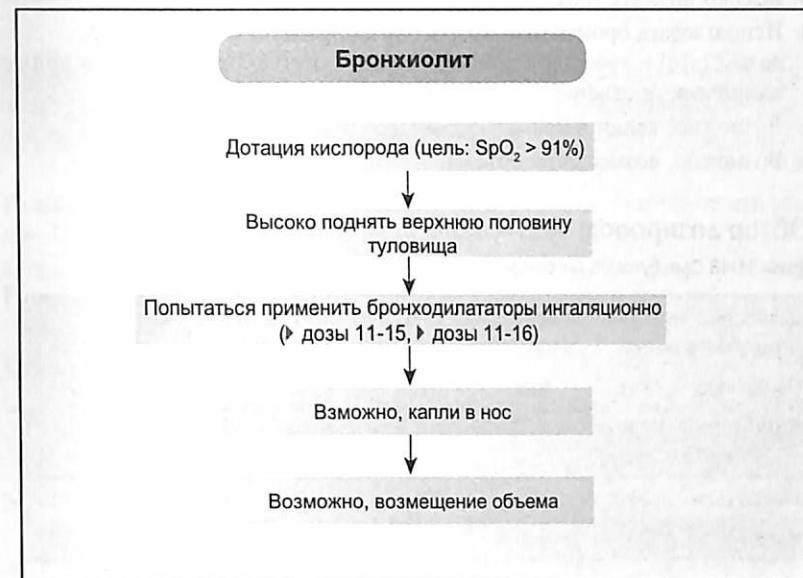 Бронхиолит
Дотация кислорода (цель: SpO₂ > 91%)
Высоко поднять верхнюю половину
туловища
Попытаться применить бронходилататоры ингаляционно
(▶ дозы 11-15, ▶ дозы 11-16)
Взможно, капли в нос
Возможно, возмещение объема